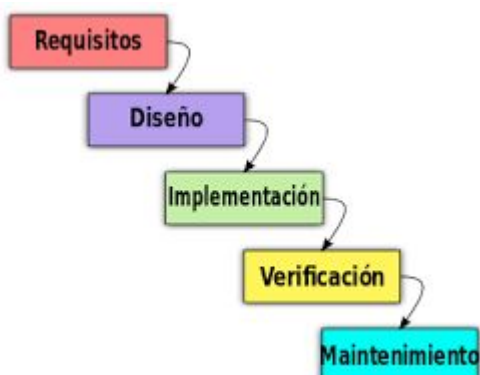 Requisitos
Diseño
Implementación
Verificación
Maintenimiento